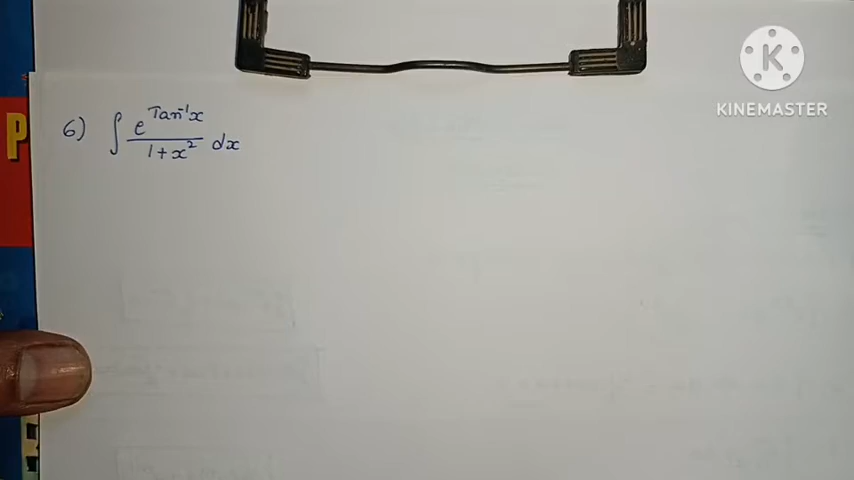 P
6) ∫ e^(Tan⁻¹x) / (1+x²) dx
K
KINEMASTER